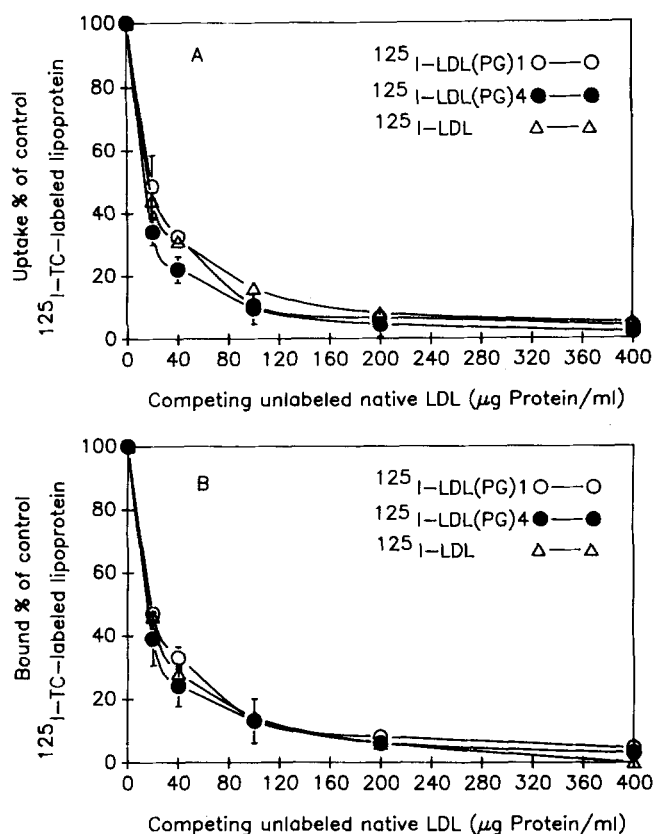 A
¹²⁵I-LDL(PG)1 ○—○
¹²⁵I-LDL(PG)4 ●—●
¹²⁵I-LDL △—△
Uptake % of control
¹²⁵I-TC-labeled lipoprotein
100
80
60
40
20
0
0 40 80 120 160 200 240 280 320 360 400
Competing unlabeled native LDL (μg Protein/ml)
B
¹²⁵I-LDL(PG)1 ○—○
¹²⁵I-LDL(PG)4 ●—●
¹²⁵I-LDL △—△
Bound % of control
¹²⁵I-TC-labeled lipoprotein
100
80
60
40
20
0
0 40 80 120 160 200 240 280 320 360 400
Competing unlabeled native LDL (μg Protein/ml)